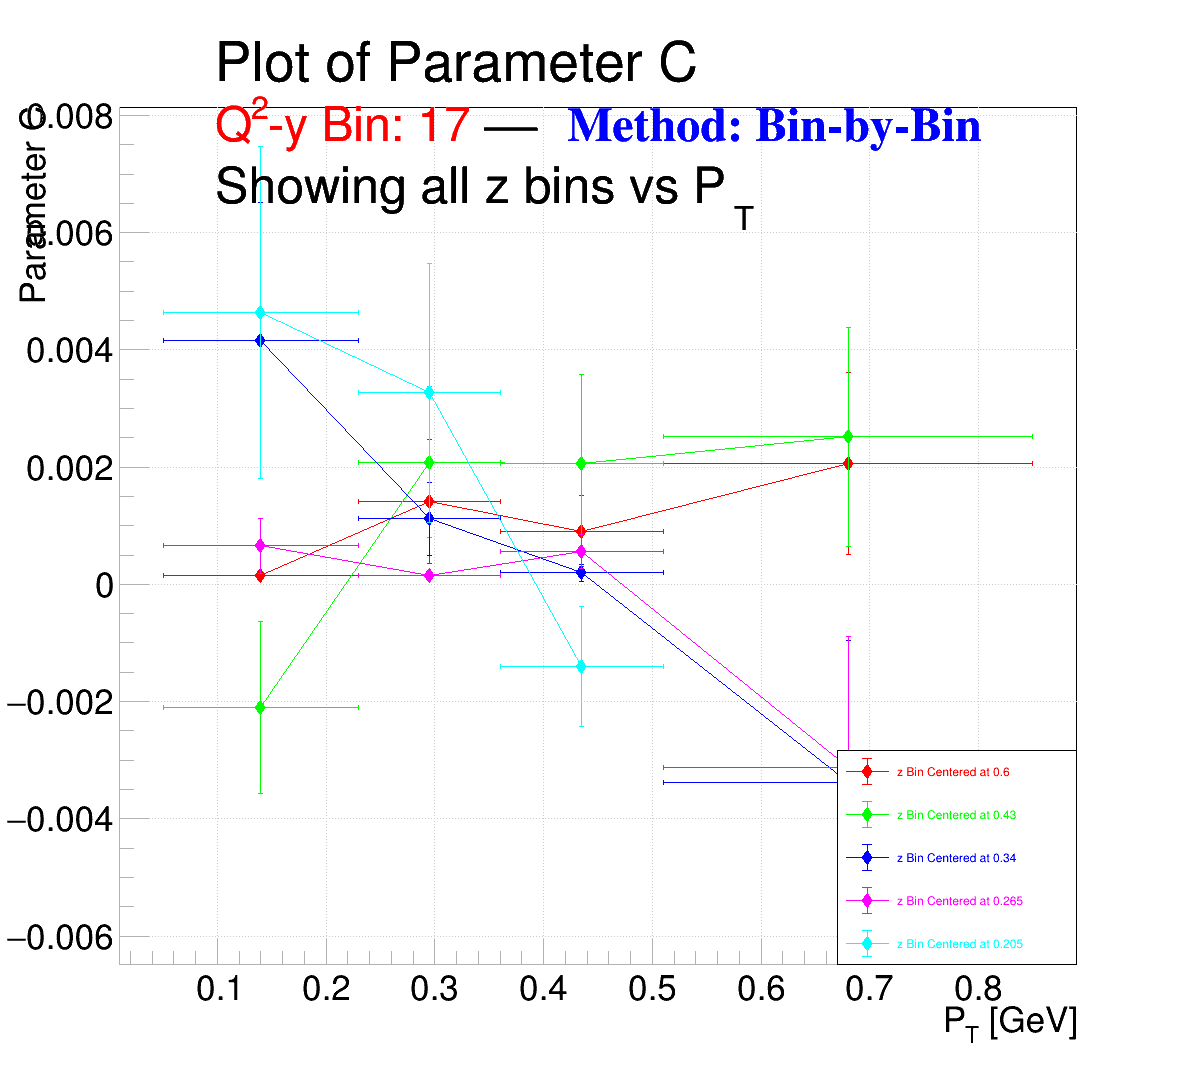 Plot of Parameter C
Q²-y Bin: 17 — Method: Bin-by-Bin
Showing all z bins vs P_T
Parameter C
0.008
0.006
0.004
0.002
0
−0.002
−0.004
−0.006
z Bin Centered at 0.6
z Bin Centered at 0.43
z Bin Centered at 0.34
z Bin Centered at 0.265
z Bin Centered at 0.205
0.1 0.2 0.3 0.4 0.5 0.6 0.7 0.8
P_T [GeV]